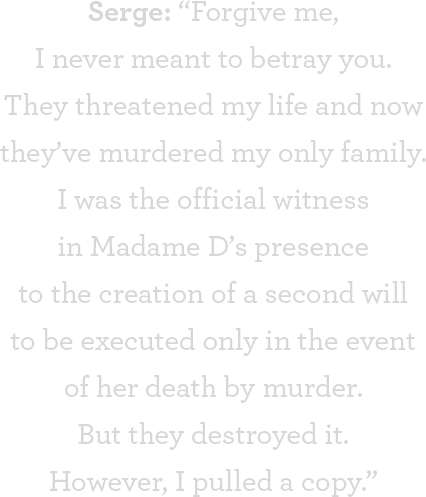 Serge: “Forgive me,
I never meant to betray you.
They threatened my life and now
they’ve murdered my only family.
I was the official witness
in Madame D’s presence
to the creation of a second will
to be executed only in the event
of her death by murder.
But they destroyed it.
However, I pulled a copy.”